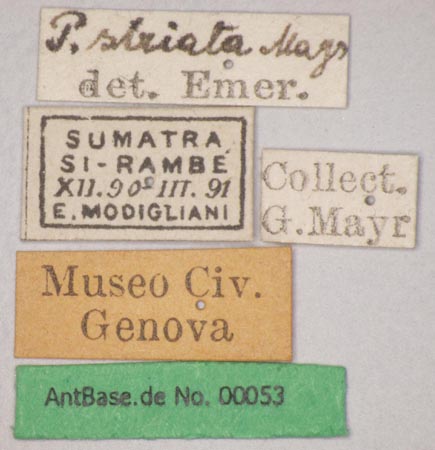 P. striata Mayr
det. Emer.
SUMATRA
SI-RAMBE
XII.90-III.91
E. MODIGLIANI
Collect.
G. Mayr
Museo Civ.
Genova
AntBase.de No. 00053